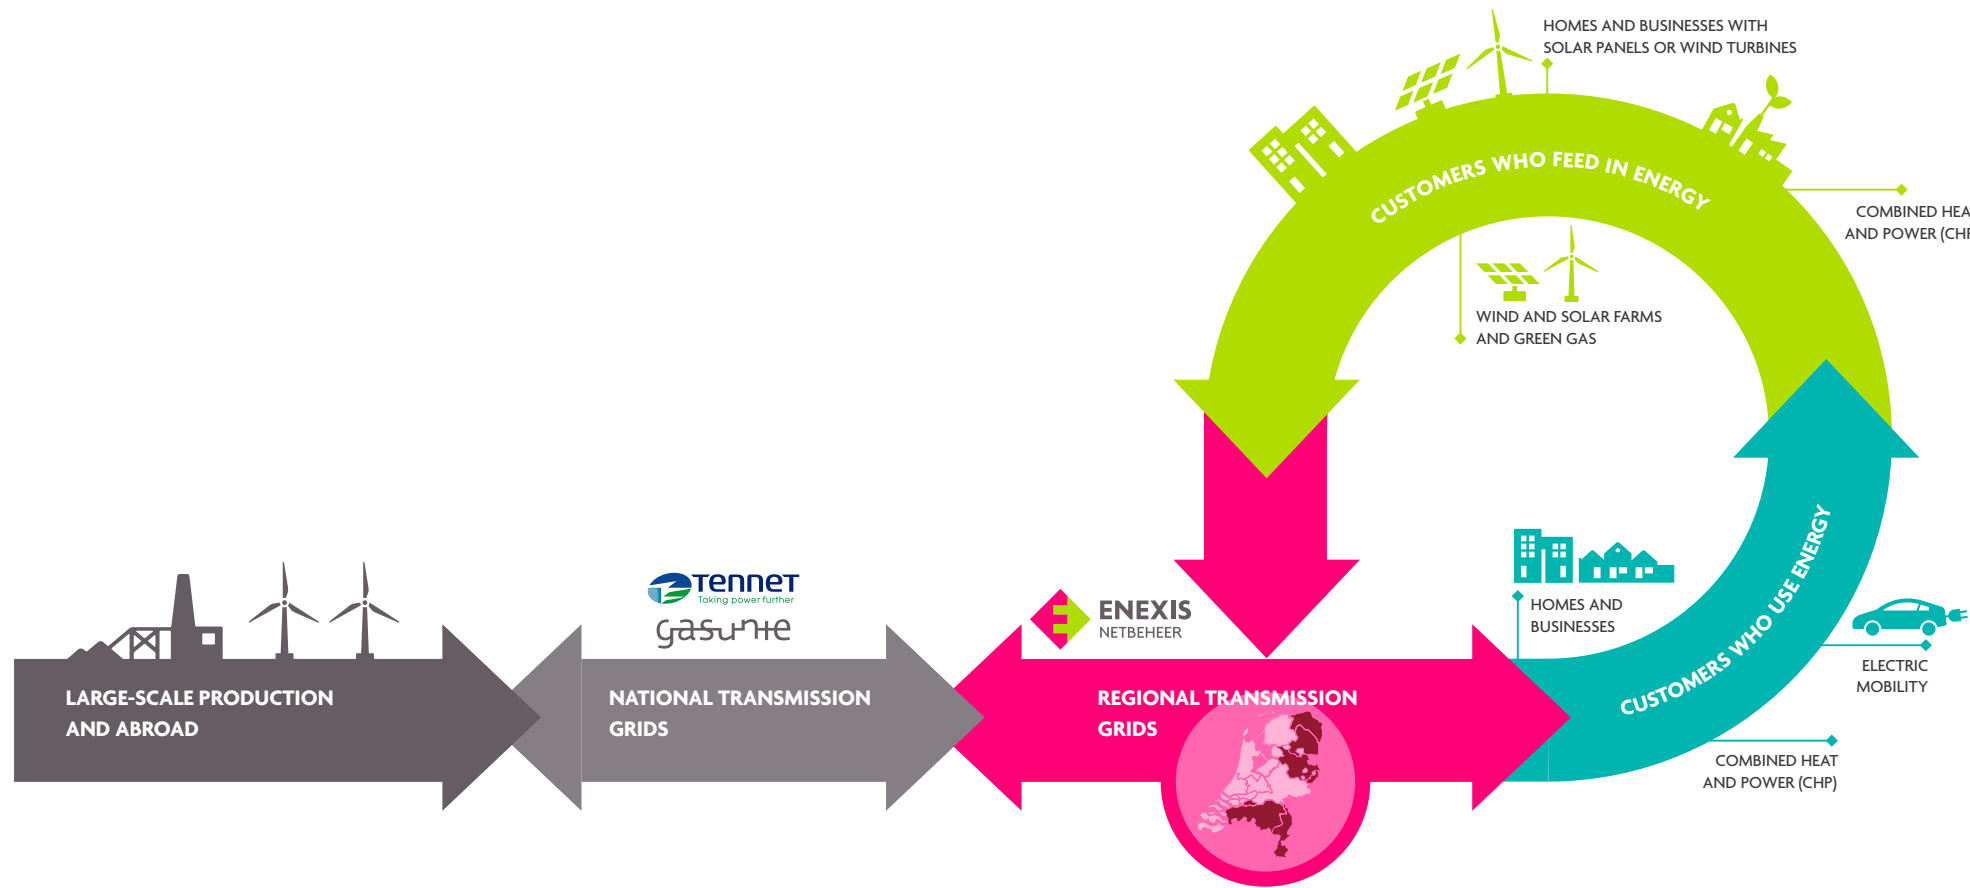 HOMES AND BUSINESSES WITH
SOLAR PANELS OR WIND TURBINES
CUSTOMERS WHO FEED IN ENERGY
COMBINED HEA
AND POWER (CHP
WIND AND SOLAR FARMS
AND GREEN GAS
TENNET
Taking power further
gasunie
ENEXIS
NETBEHEER
HOMES AND
BUSINESSES
CUSTOMERS WHO USE ENERGY
ELECTRIC
MOBILITY
COMBINED HEAT
AND POWER (CHP)
LARGE-SCALE PRODUCTION
AND ABROAD
NATIONAL TRANSMISSION
GRIDS
REGIONAL TRANSMISSION
GRIDS